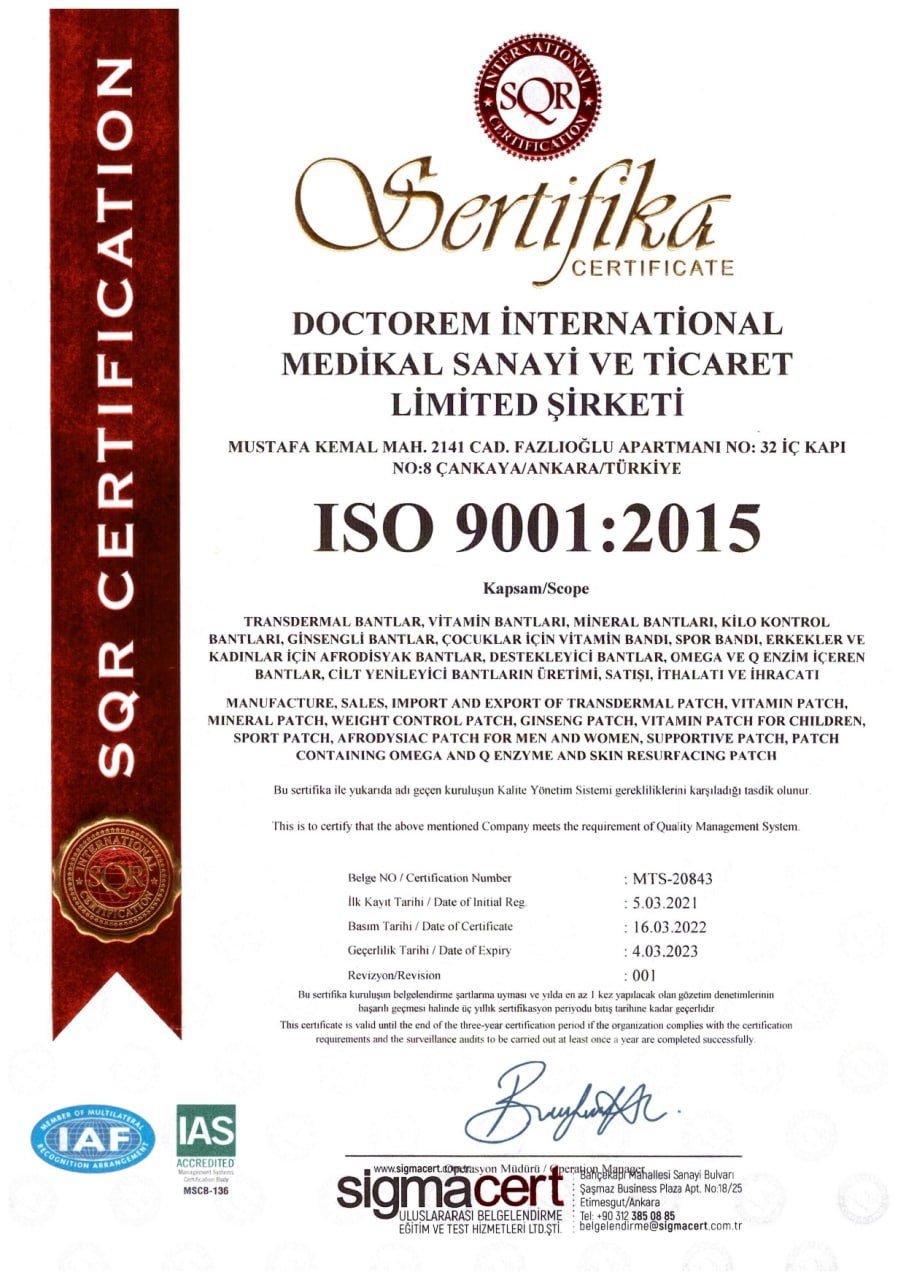 SQR CERTIFICATION
INTERNATIONAL
SQR
CERTIFICATION
Sertifika
CERTIFICATE
DOCTOREM İNTERNATİONAL
MEDİKAL SANAYİ VE TİCARET
LİMİTED ŞİRKETİ
MUSTAFA KEMAL MAH. 2141 CAD. FAZLIOĞLU APARTMANI NO: 32 İÇ KAPI
NO:8 ÇANKAYA/ANKARA/TÜRKİYE
ISO 9001:2015
Kapsam/Scope
TRANSDERMAL BANTLAR, VİTAMİN BANTLARI, MİNERAL BANTLARI, KİLO KONTROL
BANTLARI, GİNSENGLİ BANTLAR, ÇOCUKLAR İÇİN VİTAMİN BANDI, SPOR BANDI, ERKEKLER VE
KADINLAR İÇİN AFRODİSYAK BANTLAR, DESTEKLEYİCİ BANTLAR, OMEGA VE Q ENZİM İÇEREN
BANTLAR, CİLT YENİLEYİCİ BANTLARIN ÜRETİMİ, SATIŞI, İTHALATI VE İHRACATI
MANUFACTURE, SALES, IMPORT AND EXPORT OF TRANSDERMAL PATCH, VITAMIN PATCH,
MINERAL PATCH, WEIGHT CONTROL PATCH, GINSENG PATCH, VITAMIN PATCH FOR CHILDREN,
SPORT PATCH, AFRODYSIAC PATCH FOR MEN AND WOMEN, SUPPORTIVE PATCH, PATCH
CONTAINING OMEGA AND Q ENZYME AND SKIN RESURFACING PATCH
Bu sertifika ile yukarıda adı geçen kuruluşun Kalite Yönetim Sistemi gerekliliklerini karşıladığı tasdik olunur.
This is to certify that the above mentioned Company meets the requirement of Quality Management System.
Belge NO / Certification Number : MTS-20843
İlk Kayıt Tarihi / Date of Initial Reg. : 5.03.2021
Basım Tarihi / Date of Certificate : 16.03.2022
Geçerlilik Tarihi / Date of Expiry : 4.03.2023
Revizyon/Revision : 001
Bu sertifika kuruluşun belgelendirme şartlarına uyması ve yılda en az 1 kez yapılacak olan gözetim denetimlerinin
başarılı geçmesi halinde üç yıllık sertifikasyon periyodu bitiş tarihine kadar geçerlidir.
This certificate is valid until the end of the three-year certification period if the organization complies with the certification
requirements and the surveillance audits to be carried out at least once a year are completed successfully.
INTERNATIONAL
SQR
CERTIFICATION
MEMBER OF MULTILATERAL
IAF
RECOGNITION ARRANGEMENT
IAS
ACCREDITED
Management Systems
Certification Body
MSCB-136
www.sigmacert.com.tr
Operasyon Müdürü / Operation Manager
sigmacert
ULUSLARARASI BELGELENDİRME
EĞİTİM VE TEST HİZMETLERİ LTD.ŞTİ.
Bahçekapı Mahallesi Sanayi Bulvarı
Şaşmaz Business Plaza Apt. No:18/25
Etimesgut/Ankara
Tel: +90 312 385 08 85
belgelendirme@sigmacert.com.tr